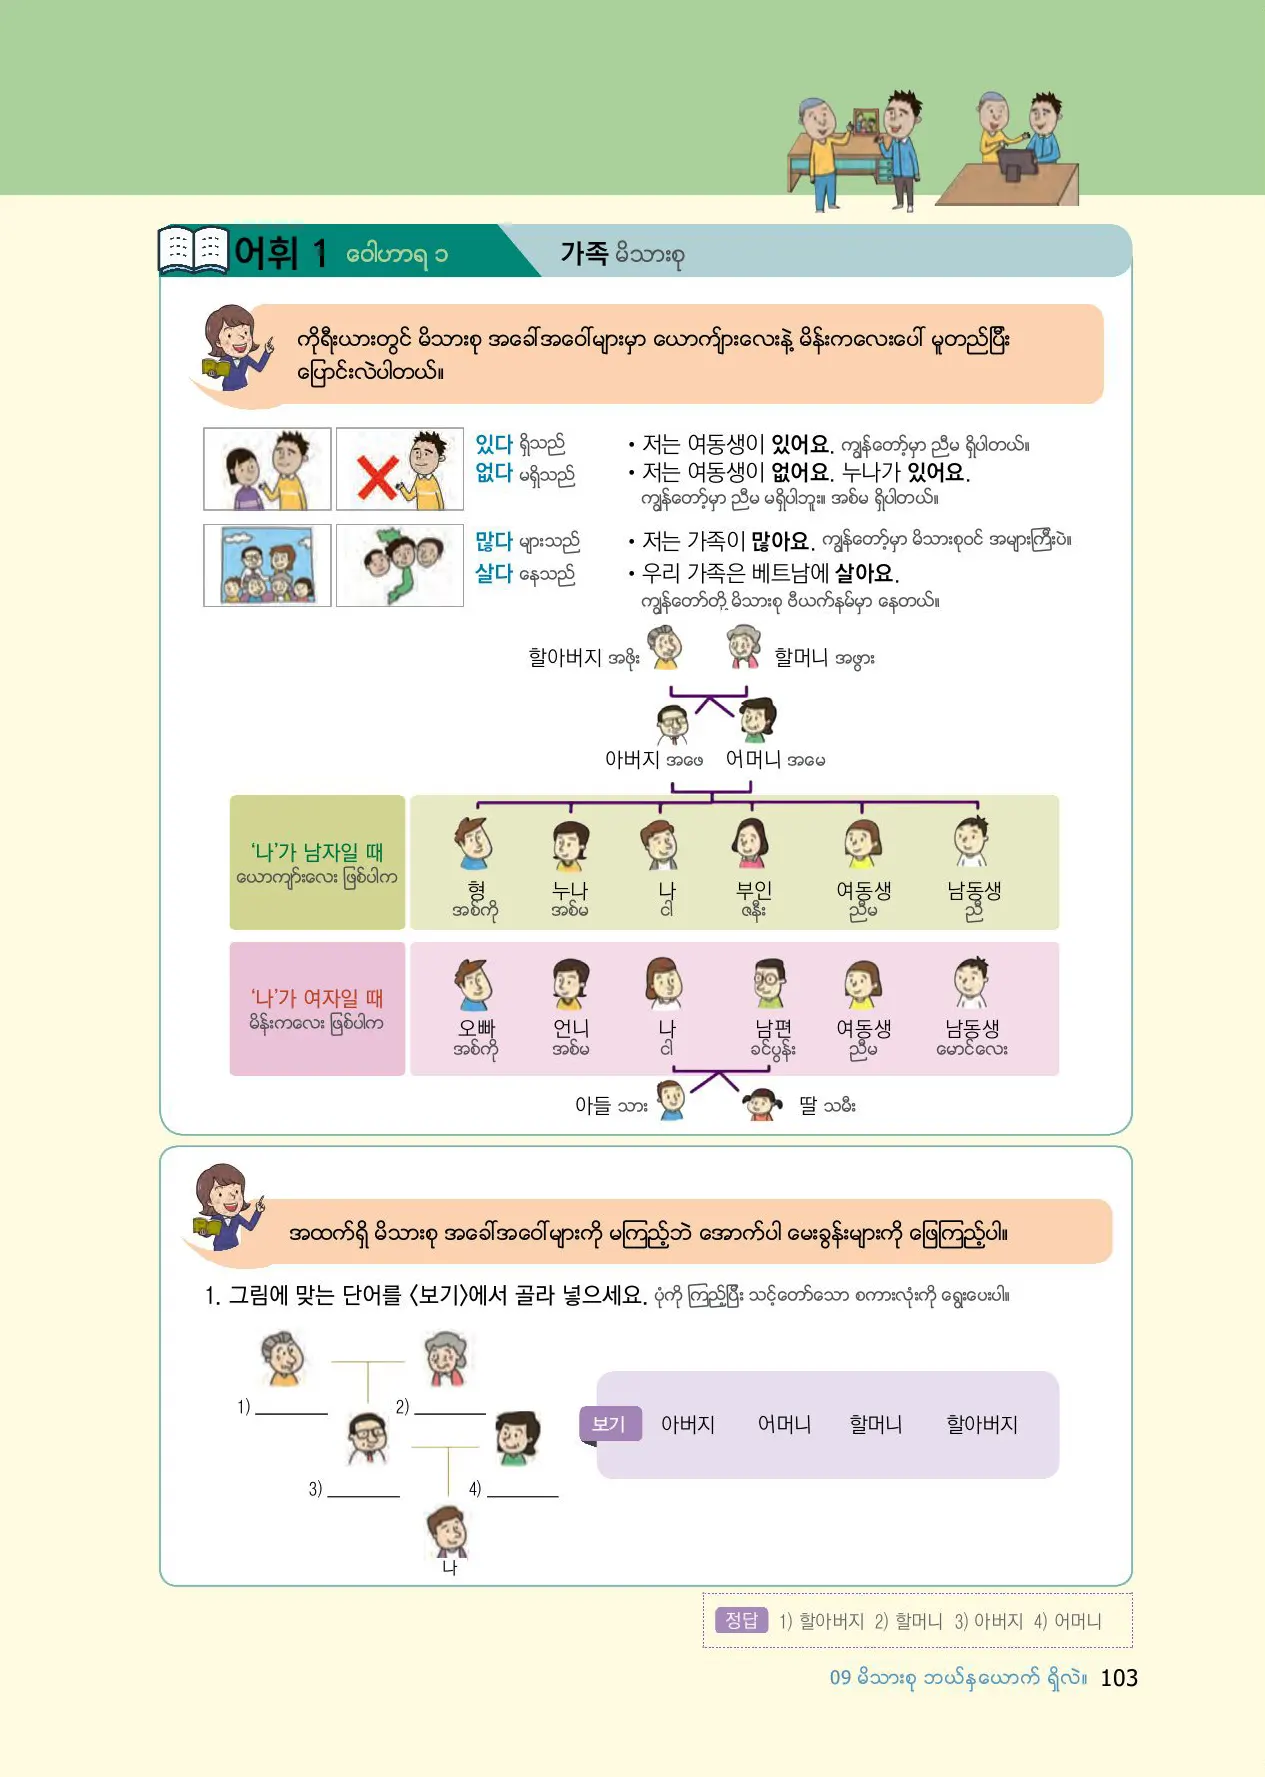 어휘 1 ဝေါဟာရ ၁ 가족 မိသားစု
ကိုရီးယားတွင် မိသားစု အခေါ်အဝေါ်များမှာ ယောက်ျားလေးနဲ့ မိန်းကလေးပေါ် မူတည်ပြီး
ပြောင်းလဲပါတယ်။
있다 ရှိသည် • 저는 여동생이 있어요. ကျွန်တော့်မှာ ညီမ ရှိပါတယ်။
없다 မရှိသည် • 저는 여동생이 없어요. 누나가 있어요.
ကျွန်တော့်မှာ ညီမ မရှိပါဘူး။ အစ်မ ရှိပါတယ်။
많다 များသည် • 저는 가족이 많아요. ကျွန်တော့်မှာ မိသားစုဝင် အများကြီးပဲ။
살다 နေသည် • 우리 가족은 베트남에 살아요.
ကျွန်တော်တို့ မိသားစု ဗီယက်နမ်မှာ နေတယ်။
할아버지 အဖိုး 할머니 အဖွား
아버지 အဖေ 어머니 အမေ
‘나’가 남자일 때
ယောကျာ်းလေး ဖြစ်ပါက
형 누나 나 부인 여동생 남동생
အစ်ကို အစ်မ ငါ ဇနီး ညီမ ညီ
‘나’가 여자일 때
မိန်းကလေး ဖြစ်ပါက
오빠 언니 나 남편 여동생 남동생
အစ်ကို အစ်မ ငါ ခင်ပွန်း ညီမ မောင်လေး
아들 သား 딸 သမီး
အထက်ရှိ မိသားစု အခေါ်အဝေါ်များကို မကြည့်ဘဲ အောက်ပါ မေးခွန်းများကို ဖြေကြည့်ပါ။
1. 그림에 맞는 단어를 〈보기〉에서 골라 넣으세요. ပုံကို ကြည့်ပြီး သင့်တော်သော စကားလုံးကို ရွေးပေးပါ။
1) ________ 2) ________
보기 아버지 어머니 할머니 할아버지
3) ________ 4) ________
나
정답 1) 할아버지 2) 할머니 3) 아버지 4) 어머니
09 မိသားစု ဘယ်နှယောက် ရှိလဲ။ 103